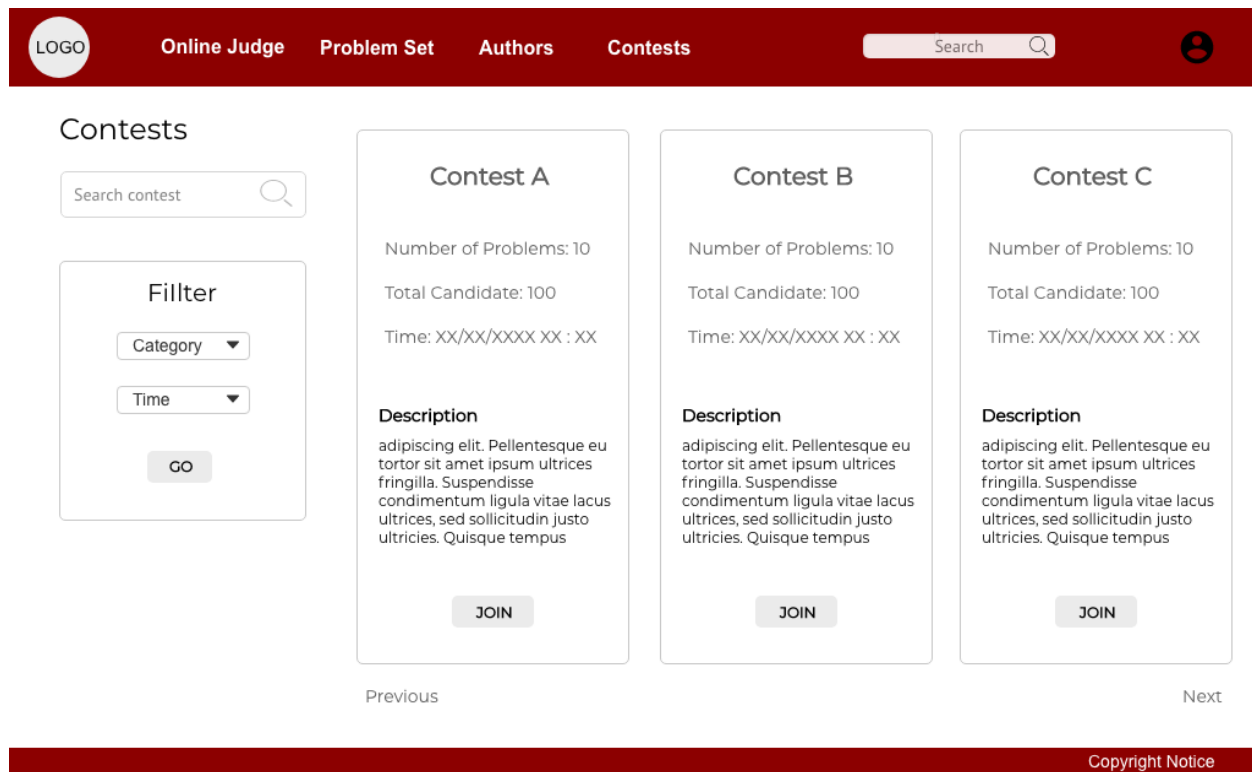 LOGO
Online Judge
Problem Set
Authors
Contests
Search
Contests
Search contest
Fillter
Category
Time
GO
Contest A
Number of Problems: 10
Total Candidate: 100
Time: XX/XX/XXXX XX : XX
Description
adipiscing elit. Pellentesque eu
tortor sit amet ipsum ultrices
fringilla. Suspendisse
condimentum ligula vitae lacus
ultrices, sed sollicitudin justo
ultricies. Quisque tempus
JOIN
Contest B
Number of Problems: 10
Total Candidate: 100
Time: XX/XX/XXXX XX : XX
Description
adipiscing elit. Pellentesque eu
tortor sit amet ipsum ultrices
fringilla. Suspendisse
condimentum ligula vitae lacus
ultrices, sed sollicitudin justo
ultricies. Quisque tempus
JOIN
Contest C
Number of Problems: 10
Total Candidate: 100
Time: XX/XX/XXXX XX : XX
Description
adipiscing elit. Pellentesque eu
tortor sit amet ipsum ultrices
fringilla. Suspendisse
condimentum ligula vitae lacus
ultrices, sed sollicitudin justo
ultricies. Quisque tempus
JOIN
Previous
Next
Copyright Notice